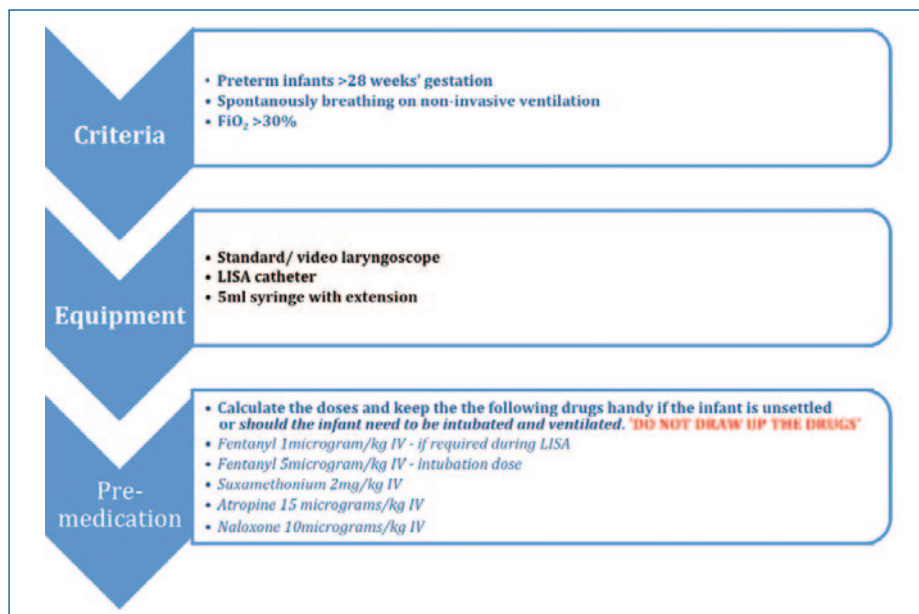 Criteria
• Preterm infants >28 weeks' gestation
• Spontanously breathing on non-invasive ventilation
• FiO₂ >30%
Equipment
• Standard/ video laryngoscope
• LISA catheter
• 5ml syringe with extension
Pre-
medication
• Calculate the doses and keep the the following drugs handy if the infant is unsettled
or should the infant need to be intubated and ventilated. 'DO NOT DRAW UP THE DRUGS'
• Fentanyl 1microgram/kg IV - if required during LISA
• Fentanyl 5microgram/kg IV - intubation dose
• Suxamethonium 2mg/kg IV
• Atropine 15 micrograms/kg IV
• Naloxone 10micrograms/kg IV